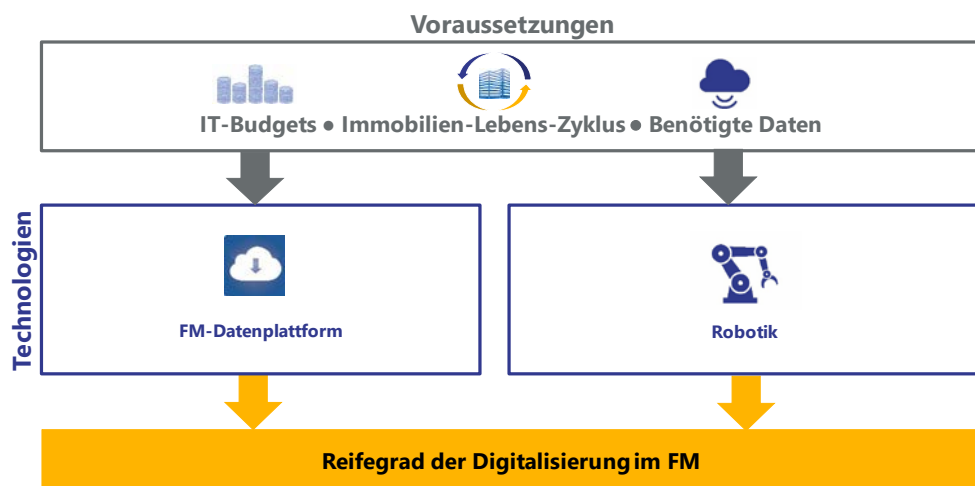 Voraussetzungen
IT-Budgets ● Immobilien-Lebens-Zyklus ● Benötigte Daten
Technologien
FM-Datenplattform
Robotik
Reifegrad der Digitalisierung im FM